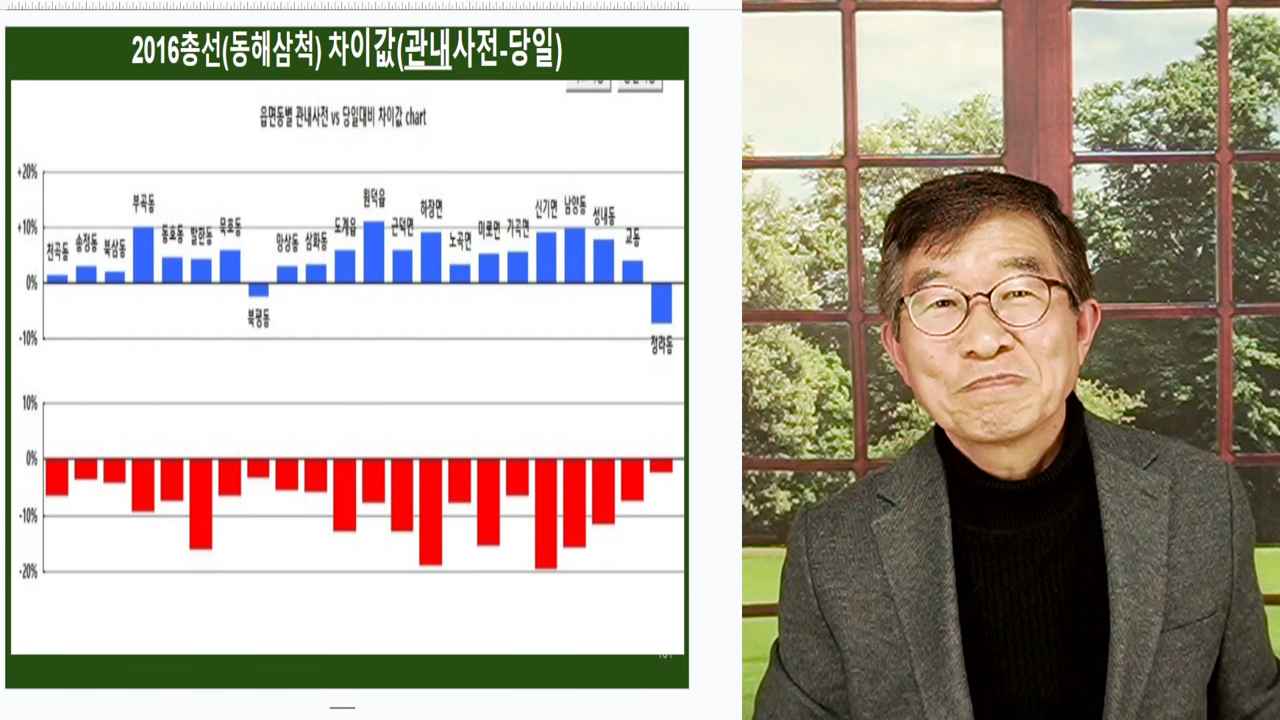 2016총선(동해삼척) 차이값(관내사전-당일)
읍면동별 관내사전 vs 당일대비 차이값 chart
+20%
+10%
0%
-10%
천곡동
송정동
북삼동
부곡동
동호동
발한동
묵호동
북평동
망상동
삼화동
도계읍
원덕읍
근덕면
하장면
노곡면
미로면
가곡면
신기면
남양동
성내동
교동
정라동
10%
0%
-10%
-20%